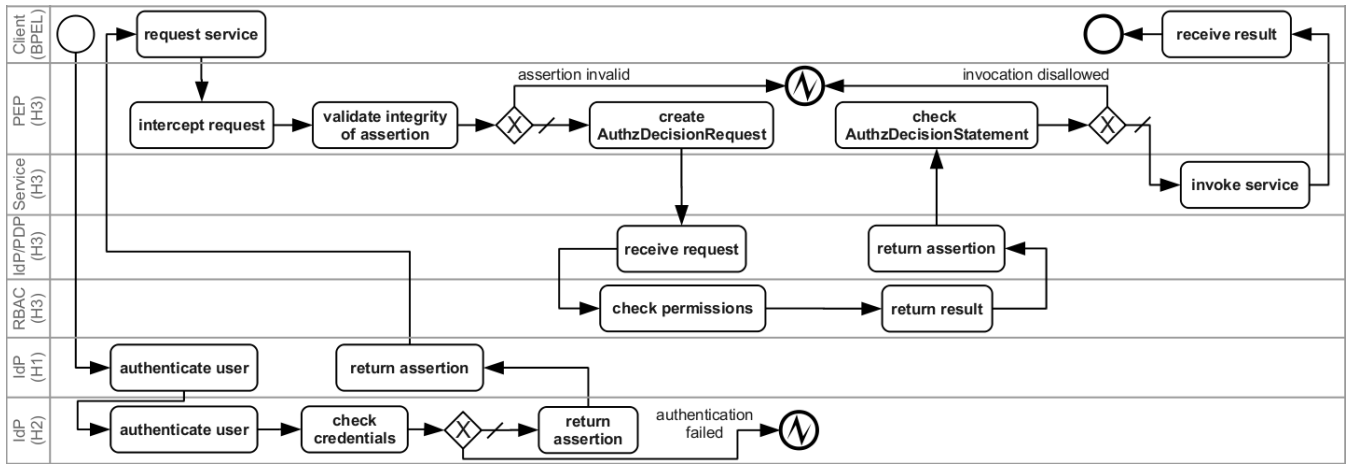 Client
(BPEL)
request service
receive result
PEP
(H3)
assertion invalid
invocation disallowed
intercept request
validate integrity
of assertion
X
create
AuthzDecisionRequest
check
AuthzDecisionStatement
X
Service
(H3)
invoke service
IdP/PDP
(H3)
receive request
return assertion
RBAC
(H3)
check permissions
return result
IdP
(H1)
authenticate user
return assertion
IdP
(H2)
authenticate user
check
credentials
X
return
assertion
authentication
failed